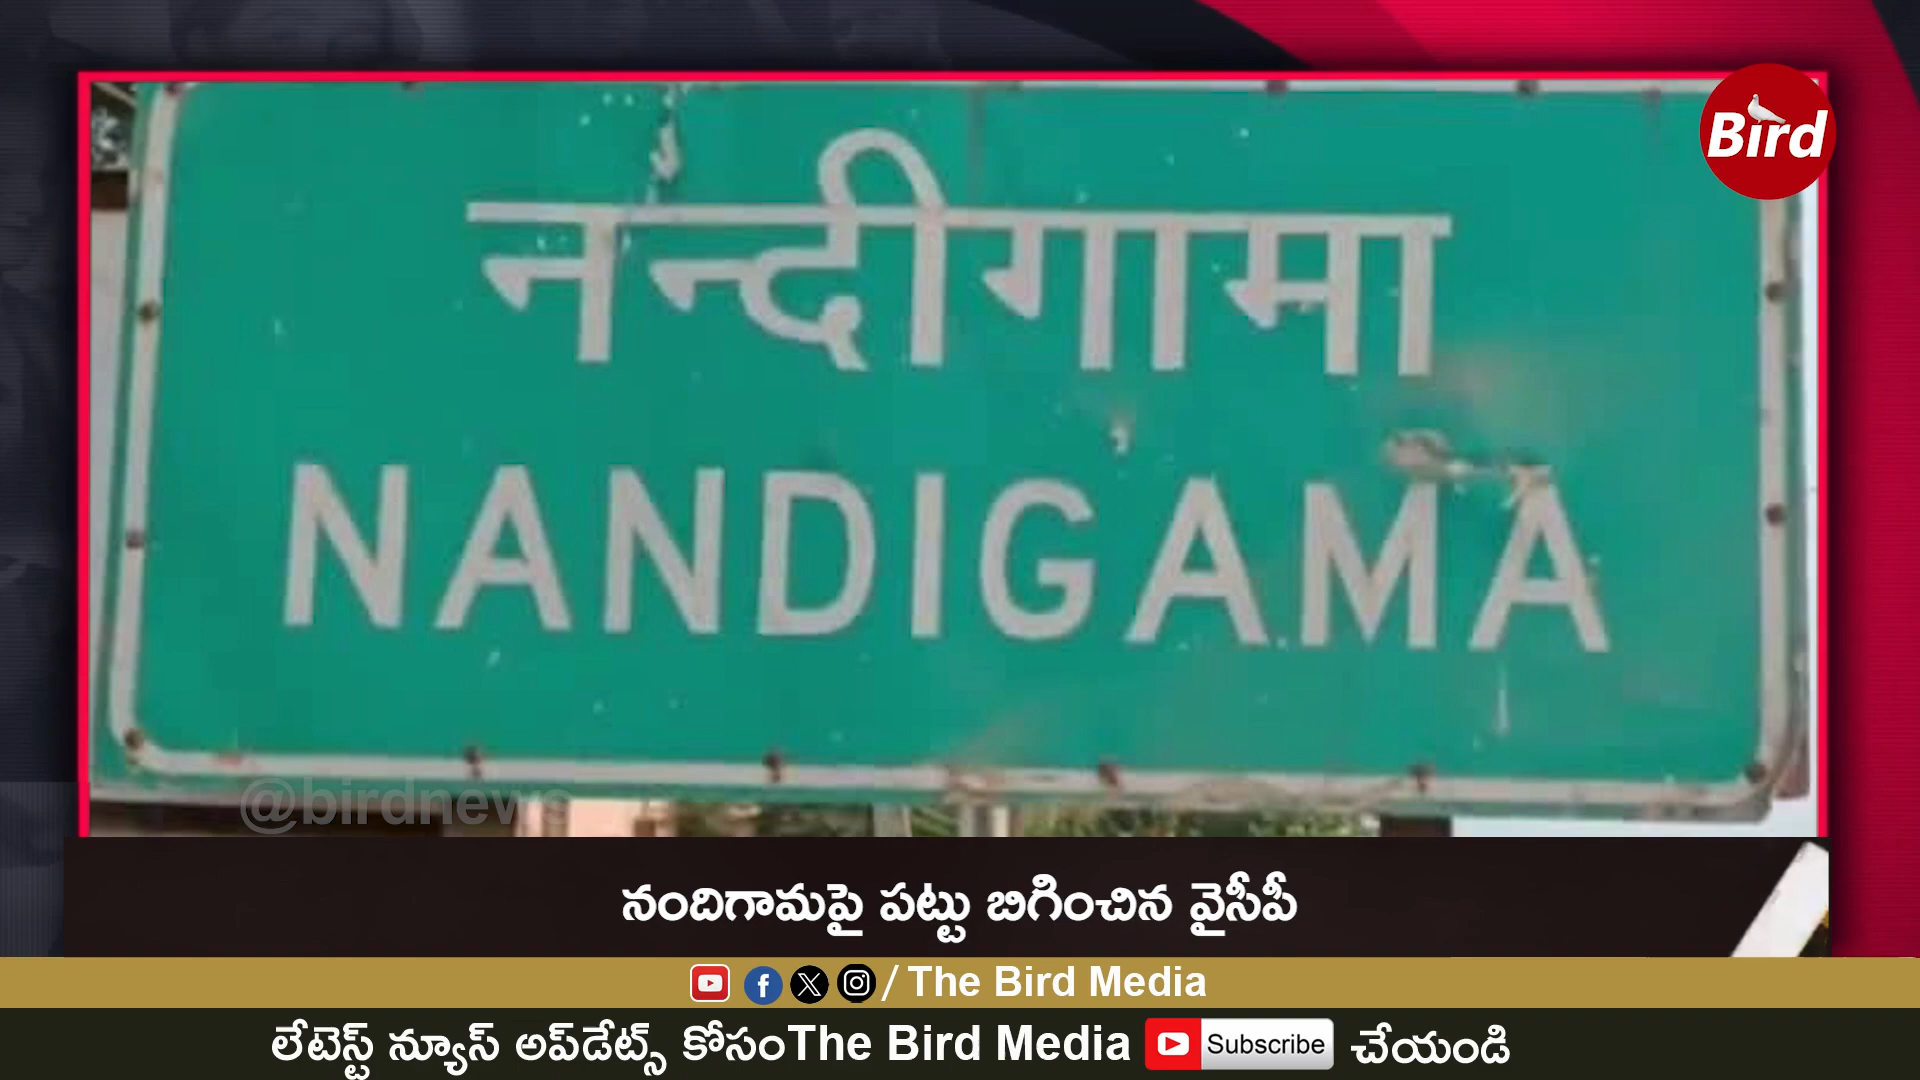 Bird
नन्दीगामा
NANDIGAMA
@birdnews
నందిగామపై పట్టు బిగించిన వైసీపీ
/ The Bird Media
లేటెస్ట్ న్యూస్ అప్‌డేట్స్ కోసంThe Bird Media Subscribe చేయండి